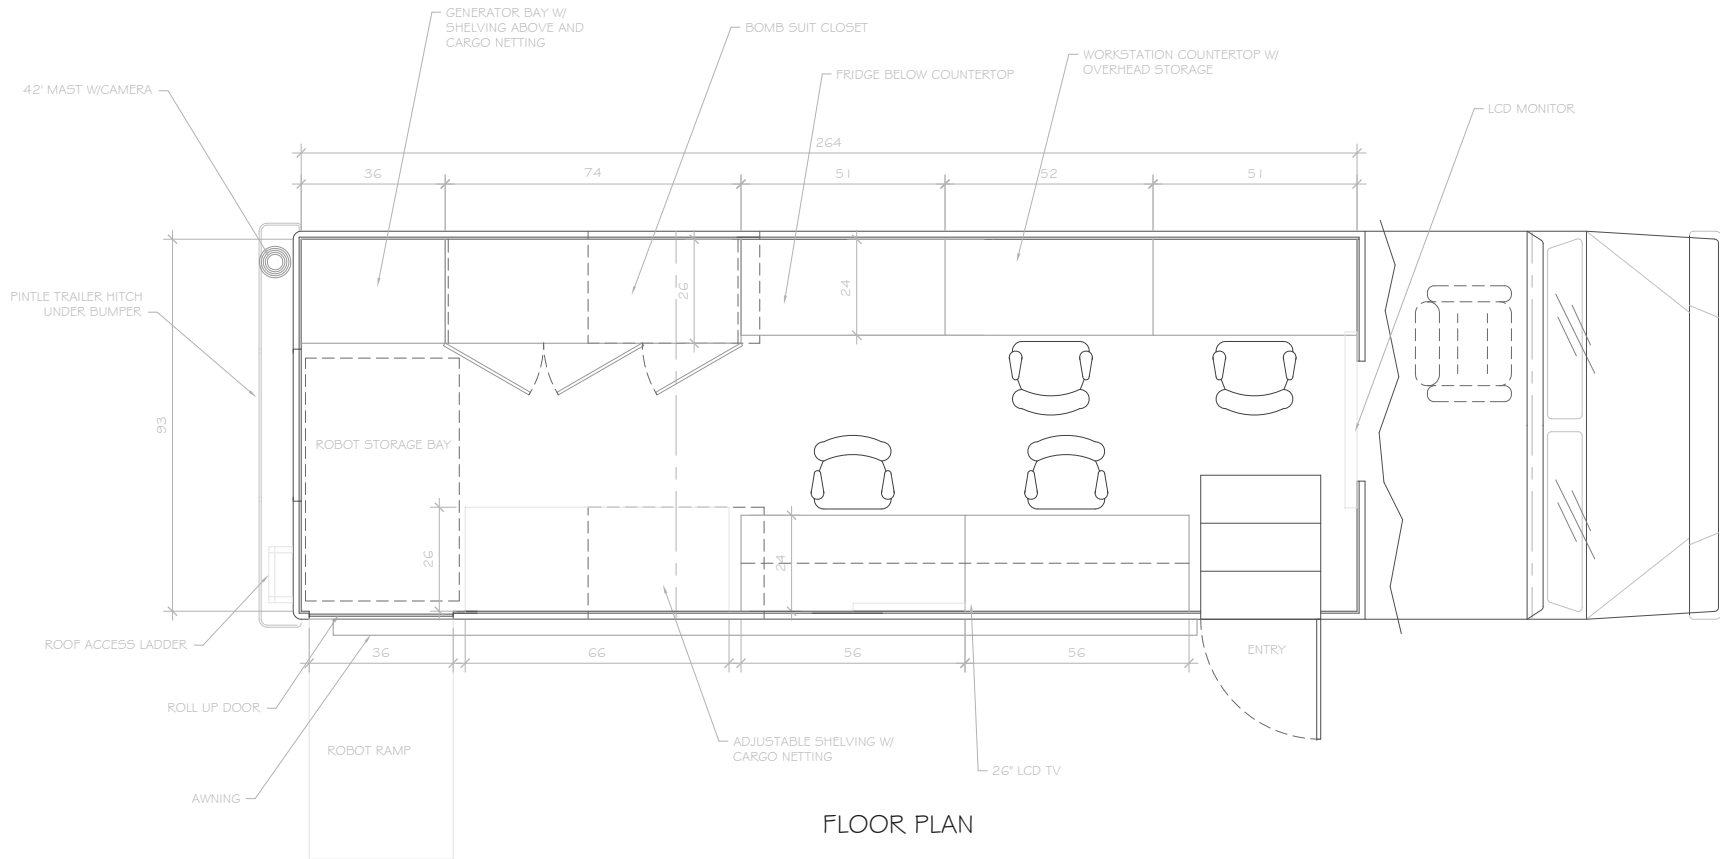 GENERATOR BAY W/
SHELVING ABOVE AND
CARGO NETTING
BOMB SUIT CLOSET
WORKSTATION COUNTERTOP W/
OVERHEAD STORAGE
FRIDGE BELOW COUNTERTOP
42' MAST W/CAMERA
LCD MONITOR
264
36
74
51
52
51
26
24
PINTLE TRAILER HITCH
UNDER BUMPER
93
ROBOT STORAGE BAY
26
24
ROOF ACCESS LADDER
36
66
56
56
ENTRY
ROLL UP DOOR
ROBOT RAMP
ADJUSTABLE SHELVING W/
CARGO NETTING
26" LCD TV
AWNING
FLOOR PLAN